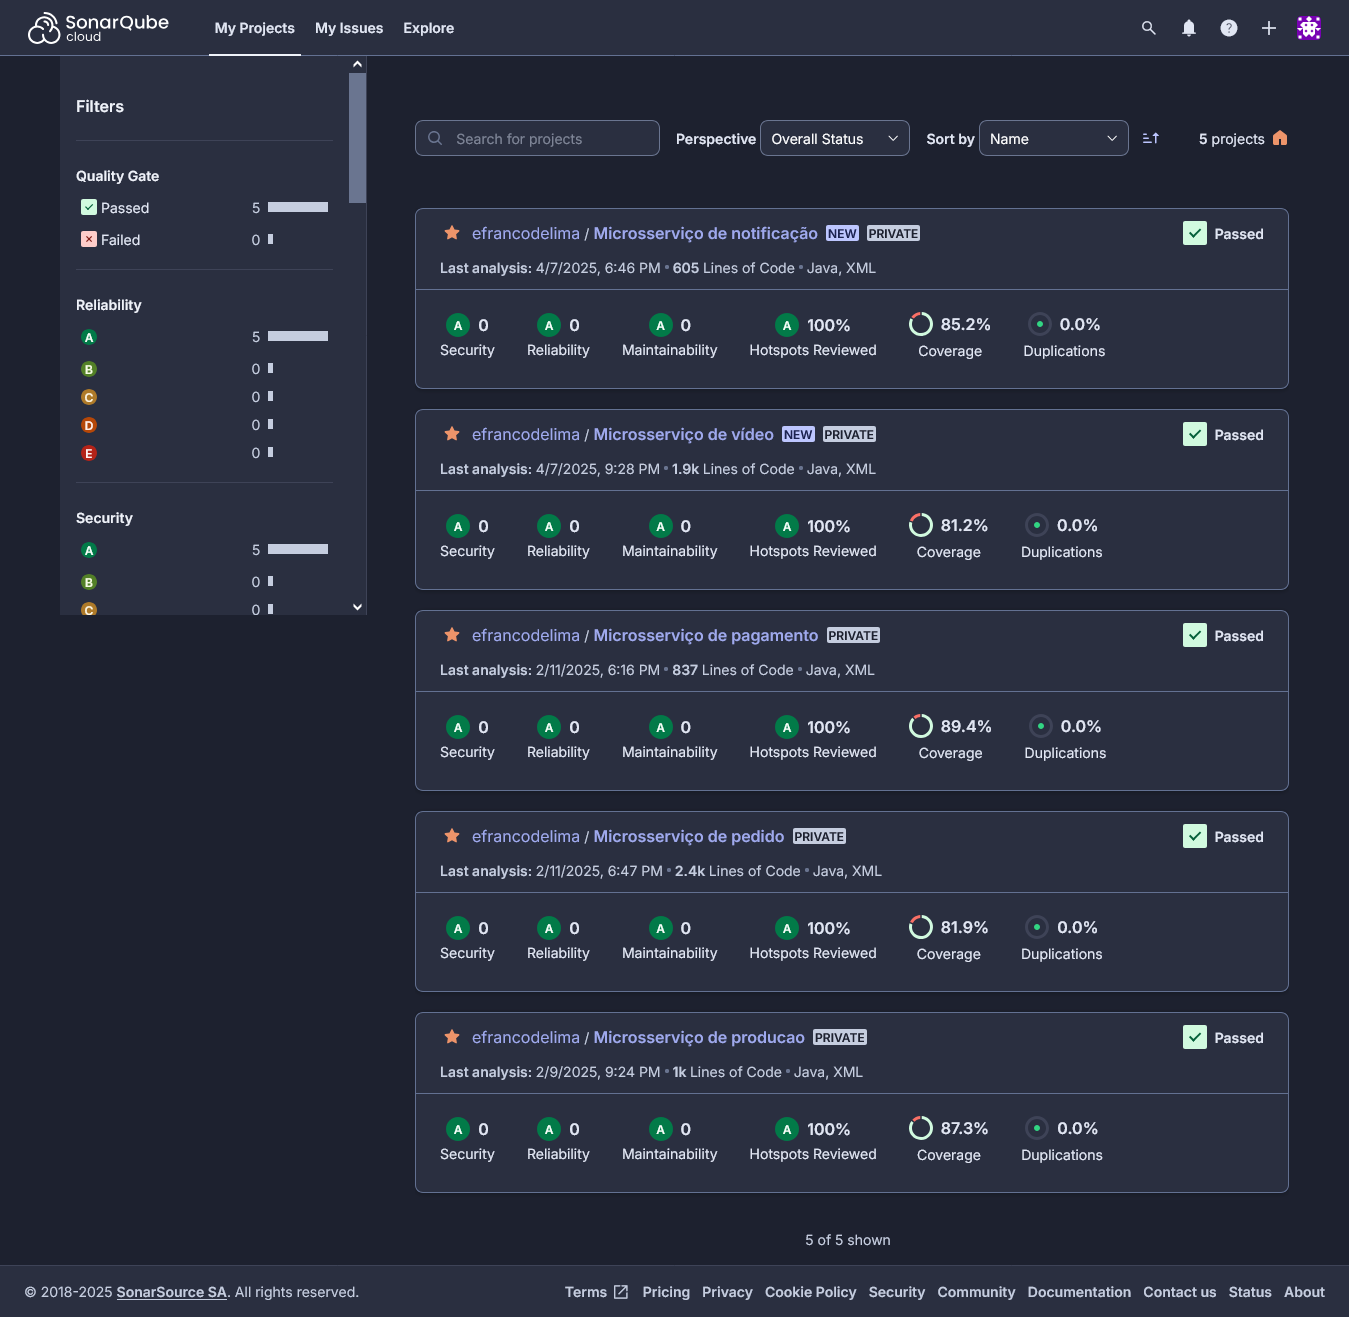 SonarQube cloud My Projects My Issues Explore
Filters
Quality Gate
Passed 5
Failed 0
Reliability
A 5
B 0
C 0
D 0
E 0
Security
A 5
B 0
C 0
Search for projects Perspective Overall Status Sort by Name 5 projects
efrancodelima / Microsserviço de notificação NEW PRIVATE Passed
Last analysis: 4/7/2025, 6:46 PM • 605 Lines of Code • Java, XML
A 0 A 0 A 0 A 100% 85.2% 0.0%
Security Reliability Maintainability Hotspots Reviewed Coverage Duplications
efrancodelima / Microsserviço de vídeo NEW PRIVATE Passed
Last analysis: 4/7/2025, 9:28 PM • 1.9k Lines of Code • Java, XML
A 0 A 0 A 0 A 100% 81.2% 0.0%
Security Reliability Maintainability Hotspots Reviewed Coverage Duplications
efrancodelima / Microsserviço de pagamento PRIVATE Passed
Last analysis: 2/11/2025, 6:16 PM • 837 Lines of Code • Java, XML
A 0 A 0 A 0 A 100% 89.4% 0.0%
Security Reliability Maintainability Hotspots Reviewed Coverage Duplications
efrancodelima / Microsserviço de pedido PRIVATE Passed
Last analysis: 2/11/2025, 6:47 PM • 2.4k Lines of Code • Java, XML
A 0 A 0 A 0 A 100% 81.9% 0.0%
Security Reliability Maintainability Hotspots Reviewed Coverage Duplications
efrancodelima / Microsserviço de producao PRIVATE Passed
Last analysis: 2/9/2025, 9:24 PM • 1k Lines of Code • Java, XML
A 0 A 0 A 0 A 100% 87.3% 0.0%
Security Reliability Maintainability Hotspots Reviewed Coverage Duplications
5 of 5 shown
© 2018-2025 SonarSource SA. All rights reserved. Terms Pricing Privacy Cookie Policy Security Community Documentation Contact us Status About